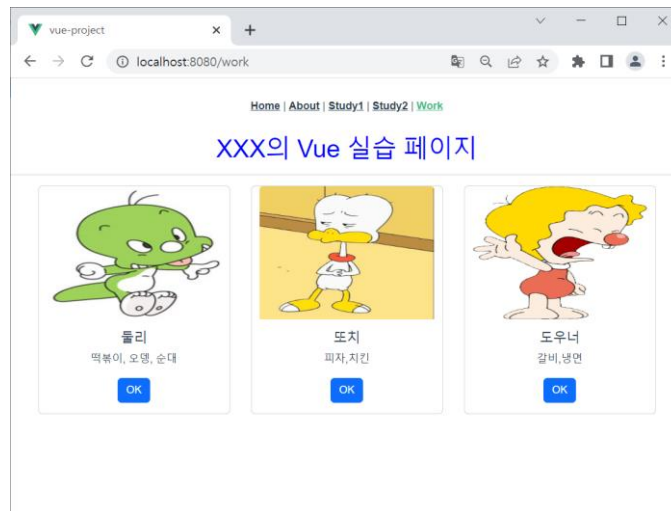 vue-project
localhost:8080/work
Home | About | Study1 | Study2 | Work
XXX의 Vue 실습 페이지
둘리
떡볶이, 오뎅, 순대
OK
또치
피자,치킨
OK
도우너
갈비,냉면
OK